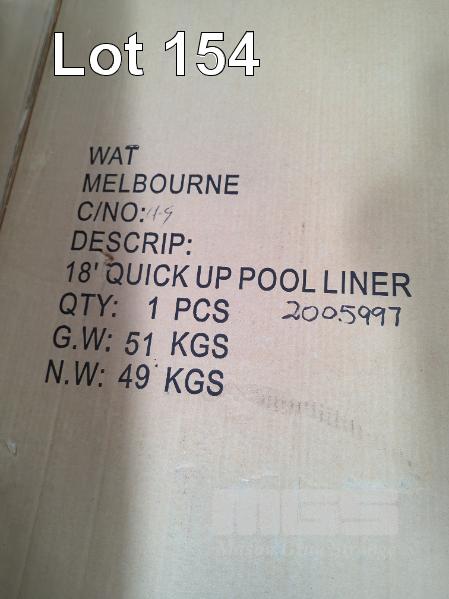 Lot 154
WAT
MELBOURNE
C/NO:
DESCRIP:
18' QUICK UP POOL LINER
QTY: 1 PCS 2005997
G.W: 51 KGS
N.W: 49 KGS
MGS